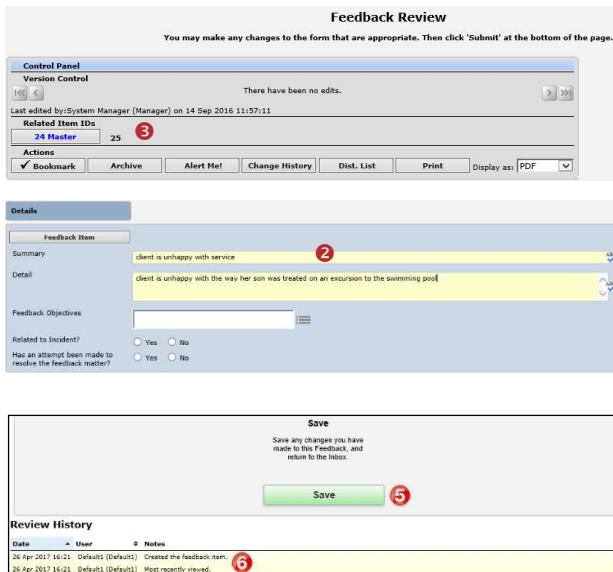 Feedback Review
You may make any changes to the form that are appropriate. Then click 'Submit' at the bottom of the page.
Control Panel
Version Control
There have been no edits.
Last edited by:System Manager (Manager) on 14 Sep 2016 11:57:11
Related Item IDs
24 Master 25 3
Actions
Bookmark Archive Alert Me! Change History Dist. List Print Display as: PDF
Details
Feedback Item
Summary client is unhappy with service 2
Detail client is unhappy with the way her son was treated on an excursion to the swimming pool
Feedback Objectives
Related to Incident? Yes No
Has an attempt been made to
resolve the feedback matter? Yes No
Save
Save any changes you have
made to this Feedback, and
return to the Inbox.
Save 5
Review History
Date User Notes
26 Apr 2017 16:21 Default1 (Default1) Created the feedback item. 6
26 Apr 2017 16:21 Default1 (Default1) Most recently viewed.